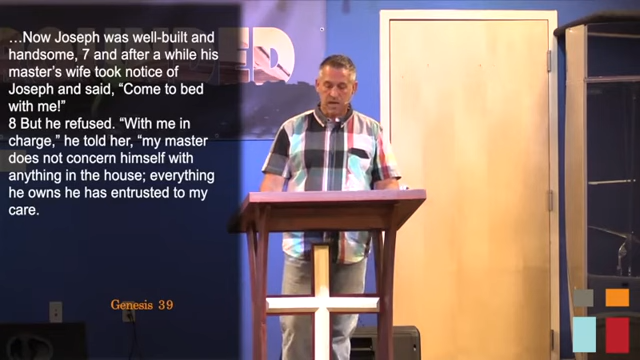 …Now Joseph was well-built and
handsome, 7 and after a while his
master’s wife took notice of
Joseph and said, “Come to bed
with me!”
8 But he refused. “With me in
charge,” he told her, “my master
does not concern himself with
anything in the house; everything
he owns he has entrusted to my
care.
Genesis 39